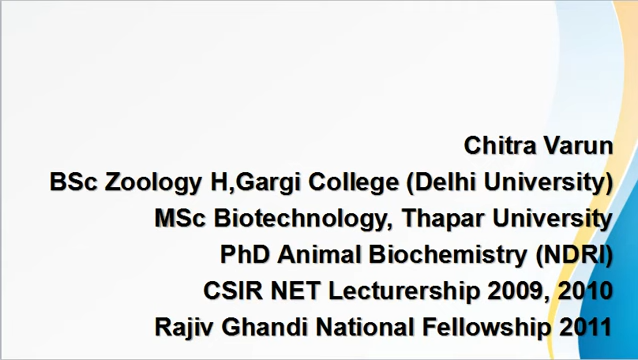 Chitra Varun
BSc Zoology H,Gargi College (Delhi University)
MSc Biotechnology, Thapar University
PhD Animal Biochemistry (NDRI)
CSIR NET Lecturership 2009, 2010
Rajiv Ghandi National Fellowship 2011